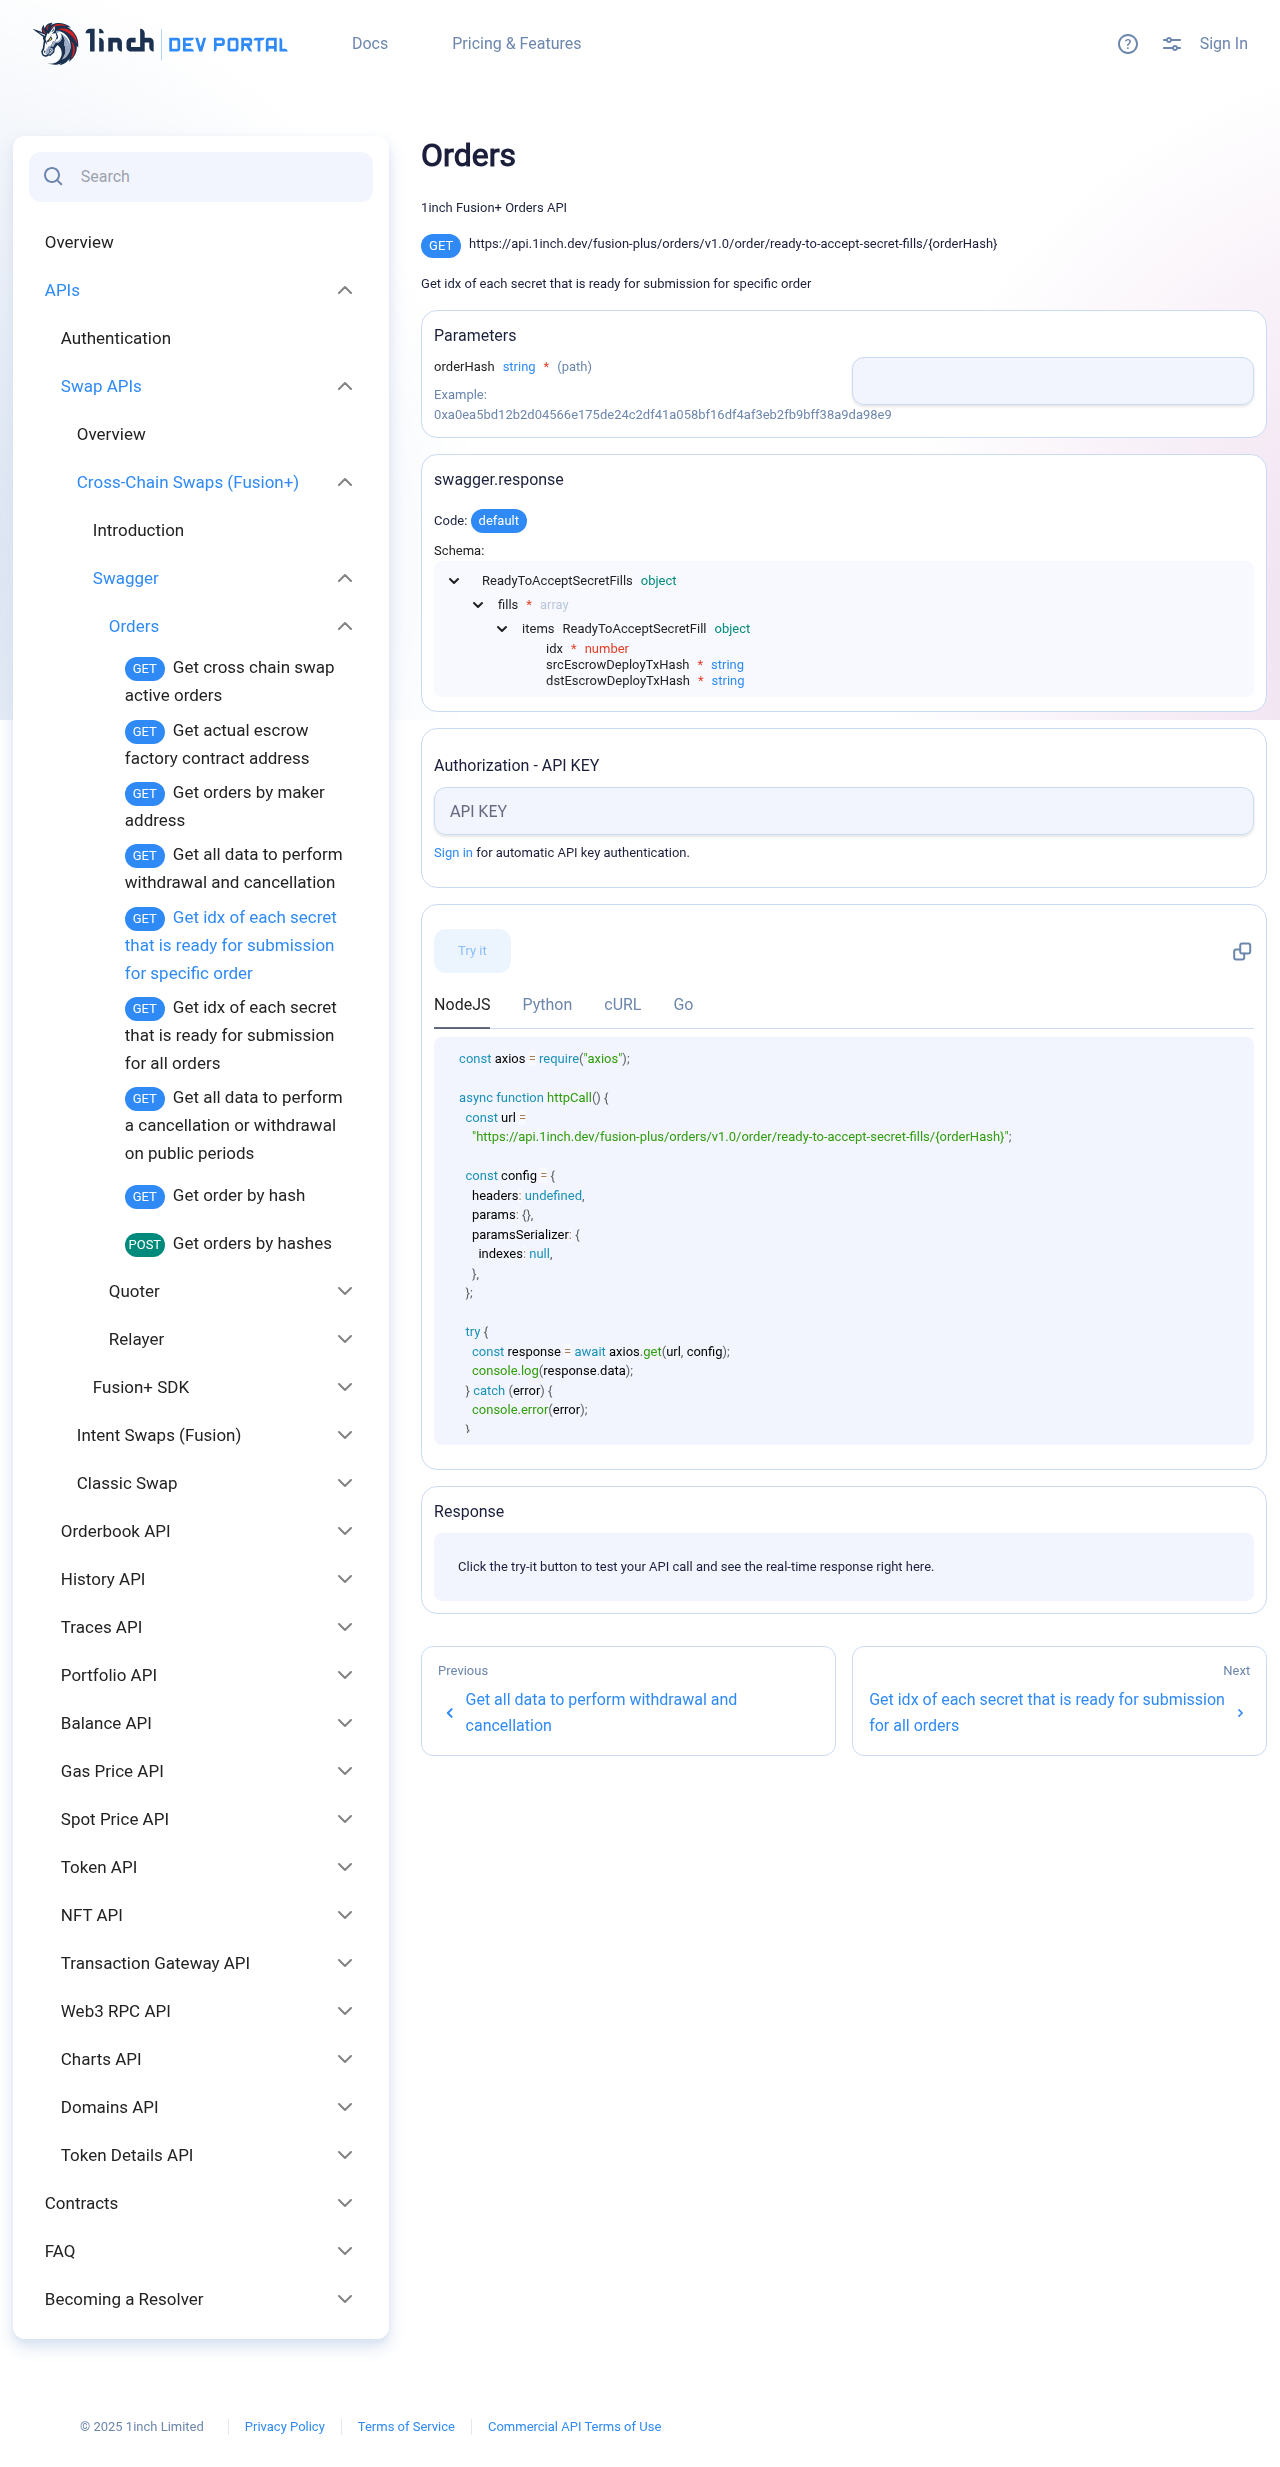 1inch DEV PORTAL
Docs
Pricing & Features
Sign In
Search
Overview
APIs
Authentication
Swap APIs
Overview
Cross-Chain Swaps (Fusion+)
Introduction
Swagger
Orders
GET Get cross chain swap
active orders
GET Get actual escrow
factory contract address
GET Get orders by maker
address
GET Get all data to perform
withdrawal and cancellation
GET Get idx of each secret
that is ready for submission
for specific order
GET Get idx of each secret
that is ready for submission
for all orders
GET Get all data to perform
a cancellation or withdrawal
on public periods
GET Get order by hash
POST Get orders by hashes
Quoter
Relayer
Fusion+ SDK
Intent Swaps (Fusion)
Classic Swap
Orderbook API
History API
Traces API
Portfolio API
Balance API
Gas Price API
Spot Price API
Token API
NFT API
Transaction Gateway API
Web3 RPC API
Charts API
Domains API
Token Details API
Contracts
FAQ
Becoming a Resolver
Orders
1inch Fusion+ Orders API
GET https://api.1inch.dev/fusion-plus/orders/v1.0/order/ready-to-accept-secret-fills/{orderHash}
Get idx of each secret that is ready for submission for specific order
Parameters
orderHash string * (path)
Example:
0xa0ea5bd12b2d04566e175de24c2df41a058bf16df4af3eb2fb9bff38a9da98e9
swagger.response
Code: default
Schema:
ReadyToAcceptSecretFills object
fills * array
items ReadyToAcceptSecretFill object
idx * number
srcEscrowDeployTxHash * string
dstEscrowDeployTxHash * string
Authorization - API KEY
API KEY
Sign in for automatic API key authentication.
Try it
NodeJS Python cURL Go
const axios = require("axios");
async function httpCall() {
const url =
"https://api.1inch.dev/fusion-plus/orders/v1.0/order/ready-to-accept-secret-fills/{orderHash}";
const config = {
headers: undefined,
params: {},
paramsSerializer: {
indexes: null,
},
};
try {
const response = await axios.get(url, config);
console.log(response.data);
} catch (error) {
console.error(error);
}
Response
Click the try-it button to test your API call and see the real-time response right here.
Previous
Get all data to perform withdrawal and
cancellation
Next
Get idx of each secret that is ready for submission
for all orders
© 2025 1inch Limited
Privacy Policy
Terms of Service
Commercial API Terms of Use